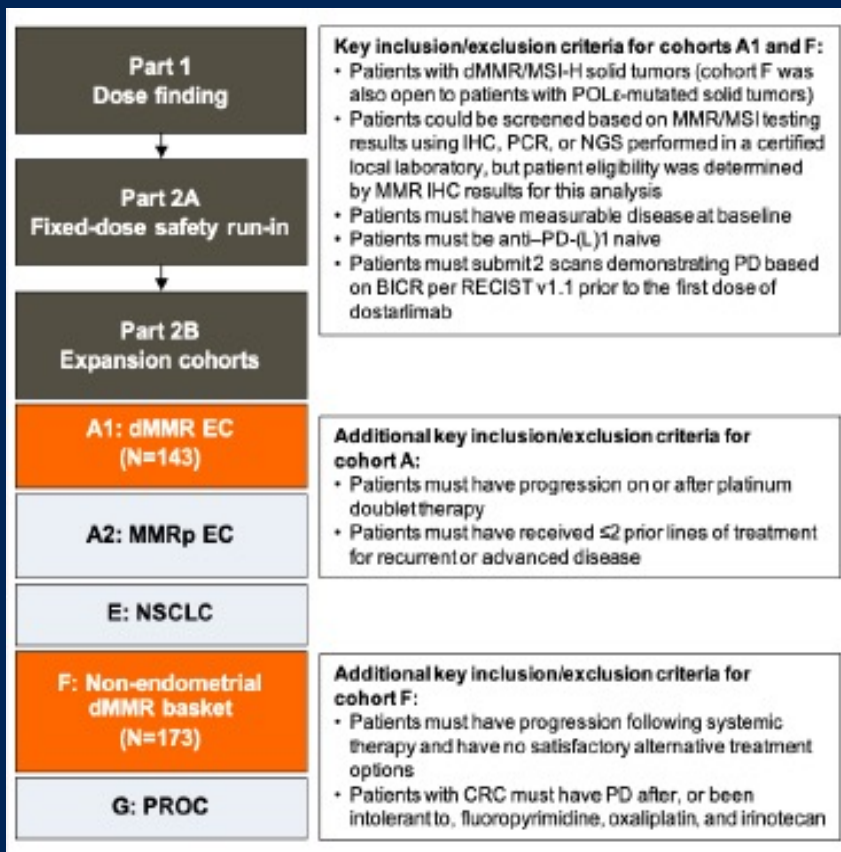 Part 1
Dose finding
Part 2A
Fixed-dose safety run-in
Part 2B
Expansion cohorts
A1: dMMR EC
(N=143)
A2: MMRp EC
E: NSCLC
F: Non-endometrial
dMMR basket
(N=173)
G: PROC
Key inclusion/exclusion criteria for cohorts A1 and F:
• Patients with dMMR/MSI-H solid tumors (cohort F was
also open to patients with POLε-mutated solid tumors)
• Patients could be screened based on MMR/MSI testing
results using IHC, PCR, or NGS performed in a certified
local laboratory, but patient eligibility was determined
by MMR IHC results for this analysis
• Patients must have measurable disease at baseline
• Patients must be anti–PD-(L)1 naive
• Patients must submit 2 scans demonstrating PD based
on BICR per RECIST v1.1 prior to the first dose of
dostarlimab
Additional key inclusion/exclusion criteria for
cohort A:
• Patients must have progression on or after platinum
doublet therapy
• Patients must have received ≤2 prior lines of treatment
for recurrent or advanced disease
Additional key inclusion/exclusion criteria for
cohort F:
• Patients must have progression following systemic
therapy and have no satisfactory alternative treatment
options
• Patients with CRC must have PD after, or been
intolerant to, fluoropyrimidine, oxaliplatin, and irinotecan